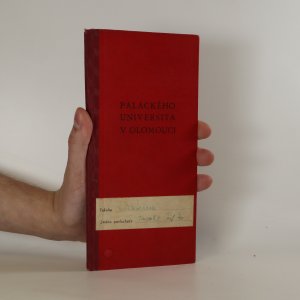 PALACKÉHO
UNIVERSITA
V OLOMOUCI
Fakulta
Jméno posluchače